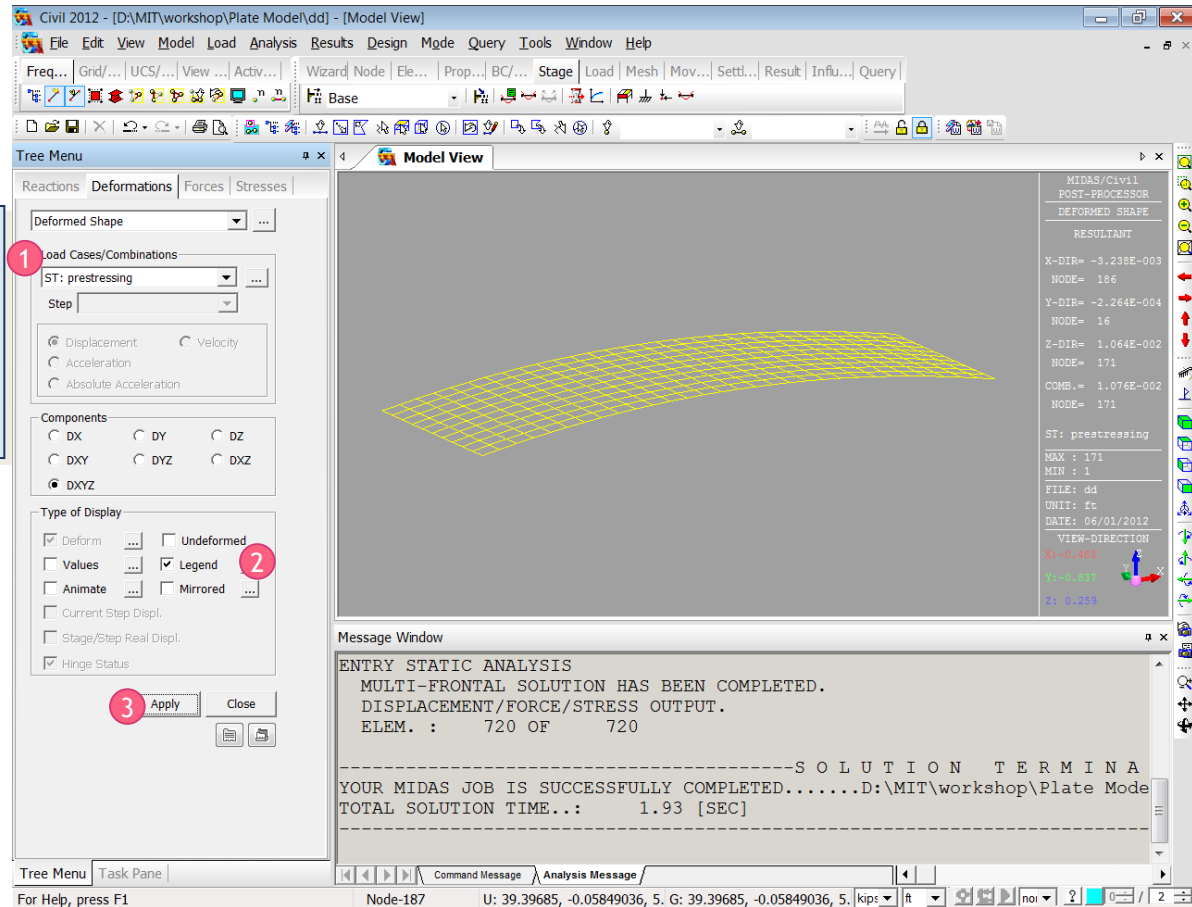 Civil 2012 - [D:\MIT\workshop\Plate Model\dd] - [Model View]
File Edit View Model Load Analysis Results Design Mode Query Tools Window Help
Freq... Grid/... UCS/... View ... Activ... Wizard Node Ele... Prop... BC/... Stage Load Mesh Mov... Settl... Result Influ... Query
Base
Tree Menu
Model View
Reactions Deformations Forces Stresses
Deformed Shape
1
Load Cases/Combinations
ST: prestressing
Step
Displacement Velocity
Acceleration
Absolute Acceleration
Components
DX DY DZ
DXY DYZ DXZ
DXYZ
Type of Display
Deform ... Undeformed
Values ... Legend
2
Animate ... Mirrored ...
Current Step Displ.
Stage/Step Real Displ.
Hinge Status
3
Apply Close
MIDAS/Civil
POST-PROCESSOR
DEFORMED SHAPE
RESULTANT
X-DIR= -3.238E-003
NODE= 186
Y-DIR= -2.264E-004
NODE= 16
Z-DIR= 1.064E-002
NODE= 171
COMB.= 1.076E-002
NODE= 171
ST: prestressing
MAX : 171
MIN : 1
FILE: dd
UNIT: ft
DATE: 06/01/2012
VIEW-DIRECTION
X:-0.483
Y:-0.837
Z: 0.259
Z
Y
X
Message Window
ENTRY STATIC ANALYSIS
MULTI-FRONTAL SOLUTION HAS BEEN COMPLETED.
DISPLACEMENT/FORCE/STRESS OUTPUT.
ELEM. : 720 OF 720
-----------------------------------------S O L U T I O N T E R M I N A
YOUR MIDAS JOB IS SUCCESSFULLY COMPLETED.......D:\MIT\workshop\Plate Mode
TOTAL SOLUTION TIME..: 1.93 [SEC]
Command Message Analysis Message
Tree Menu Task Pane
For Help, press F1 Node-187 U: 39.39685, -0.05849036, 5. G: 39.39685, -0.05849036, 5. kips ft nor 0 / 2